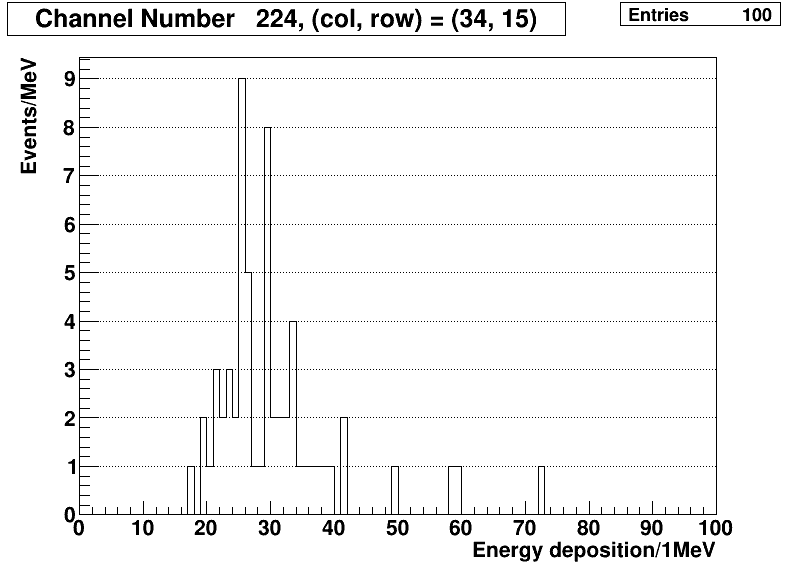 Channel Number 224, (col, row) = (34, 15)
Entries 100
Events/MeV
9
8
7
6
5
4
3
2
1
0
0 10 20 30 40 50 60 70 80 90 100
Energy deposition/1MeV